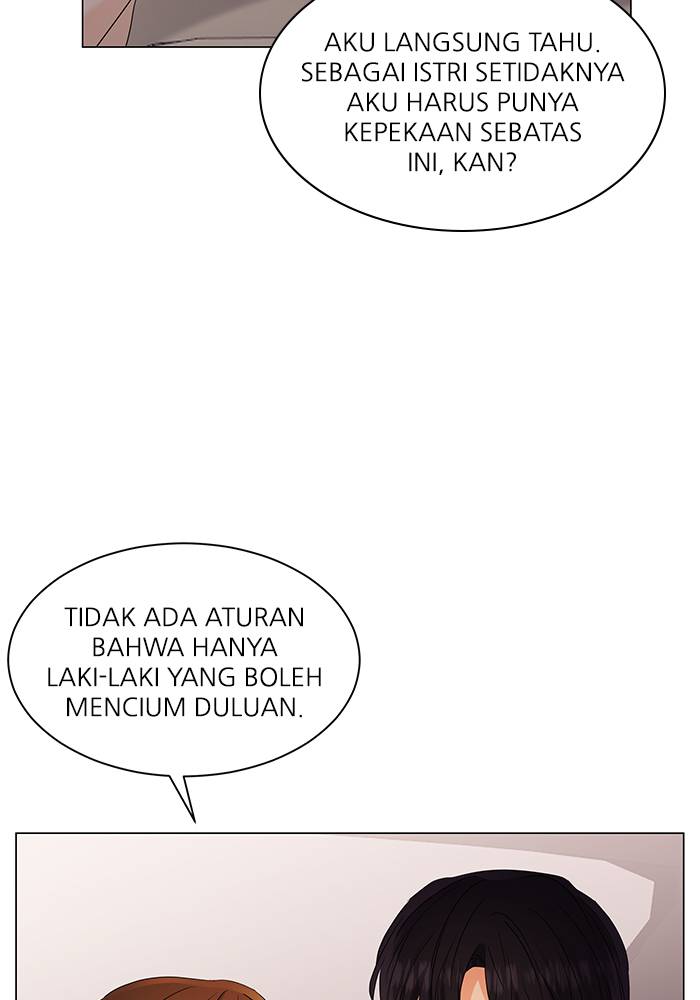 AKU LANGSUNG TAHU.
SEBAGAI ISTRI SETIDAKNYA
AKU HARUS PUNYA
KEPEKAAN SEBATAS
INI, KAN?
TIDAK ADA ATURAN
BAHWA HANYA
LAKI-LAKI YANG BOLEH
MENCIUM DULUAN.